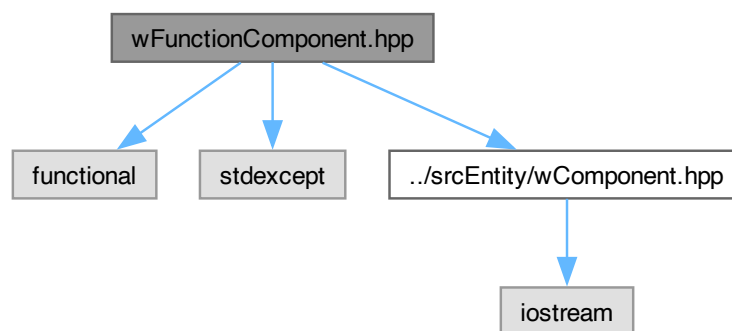 wFunctionComponent.hpp
functional
stdexcept
../srcEntity/wComponent.hpp
iostream